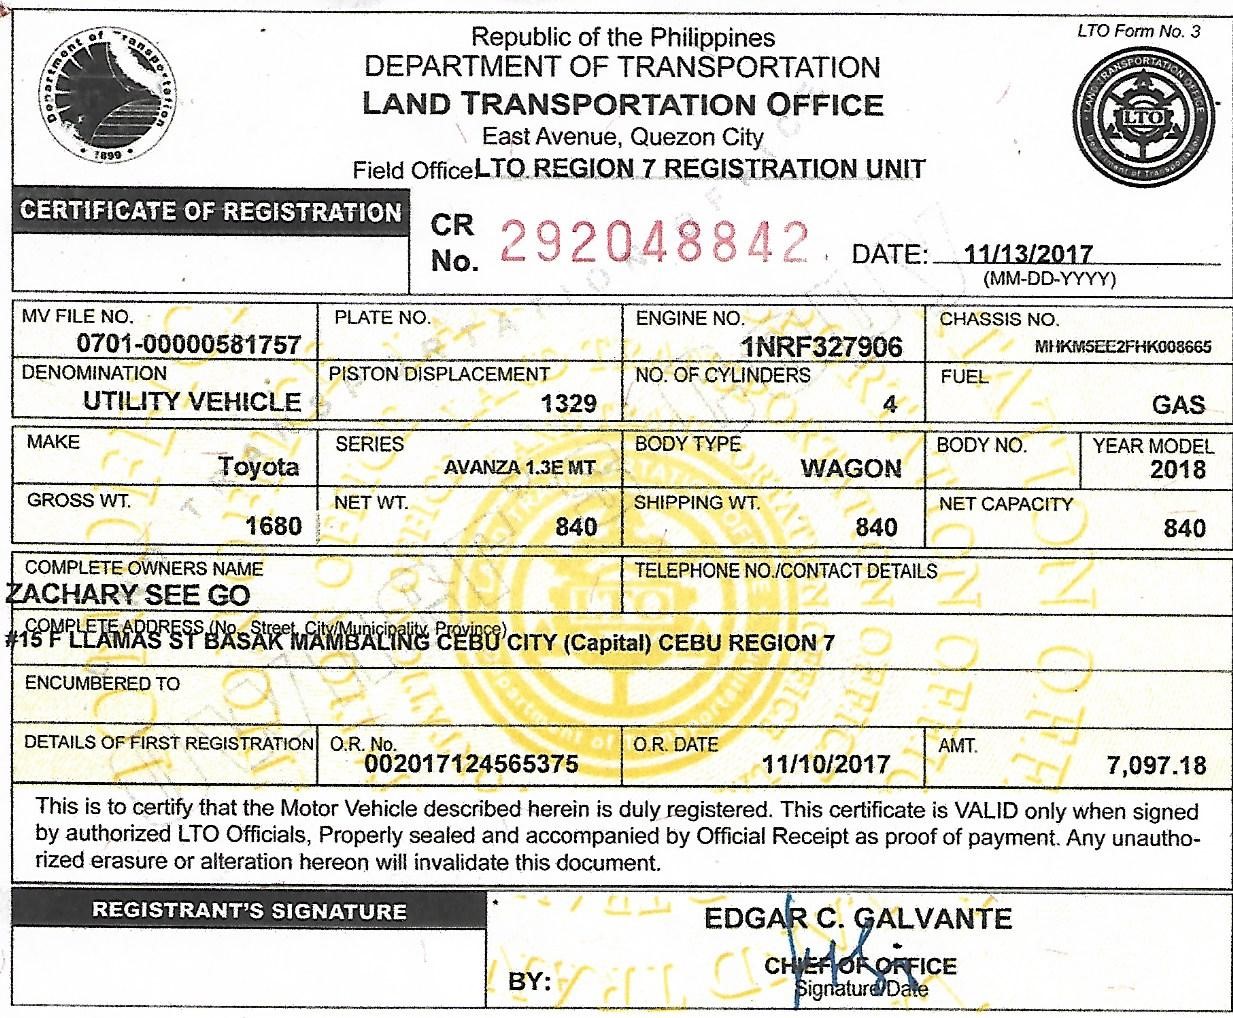 Republic of the Philippines
LTO Form No. 3
DEPARTMENT OF TRANSPORTATION
LAND TRANSPORTATION OFFICE
East Avenue, Quezon City
Field Office LTO REGION 7 REGISTRATION UNIT
Department of Transportation
1899
LAND TRANSPORTATION OFFICE
LTO
Department of Transportation
CERTIFICATE OF REGISTRATION
CR No. 292048842
DATE: 11/13/2017
(MM-DD-YYYY)
MV FILE NO. PLATE NO. ENGINE NO. CHASSIS NO.
0701-00000581757 1NRF327906 MHKM5EE2FHK008665
DENOMINATION PISTON DISPLACEMENT NO. OF CYLINDERS FUEL
UTILITY VEHICLE 1329 4 GAS
MAKE SERIES BODY TYPE BODY NO. YEAR MODEL
Toyota AVANZA 1.3E MT WAGON 2018
GROSS WT. NET WT. SHIPPING WT. NET CAPACITY
1680 840 840 840
COMPLETE OWNERS NAME TELEPHONE NO./CONTACT DETAILS
ZACHARY SEE GO
COMPLETE ADDRESS (No., Street, City/Municipality, Province)
#15 F LLAMAS ST BASAK MAMBALING CEBU CITY (Capital) CEBU REGION 7
ENCUMBERED TO
DETAILS OF FIRST REGISTRATION O.R. No. O.R. DATE AMT.
002017124565375 11/10/2017 7,097.18
This is to certify that the Motor Vehicle described herein is duly registered. This certificate is VALID only when signed
by authorized LTO Officials, Properly sealed and accompanied by Official Receipt as proof of payment. Any unautho-
rized erasure or alteration hereon will invalidate this document.
REGISTRANT'S SIGNATURE
EDGAR C. GALVANTE
CHIEF OF OFFICE
BY:
Signature/Date